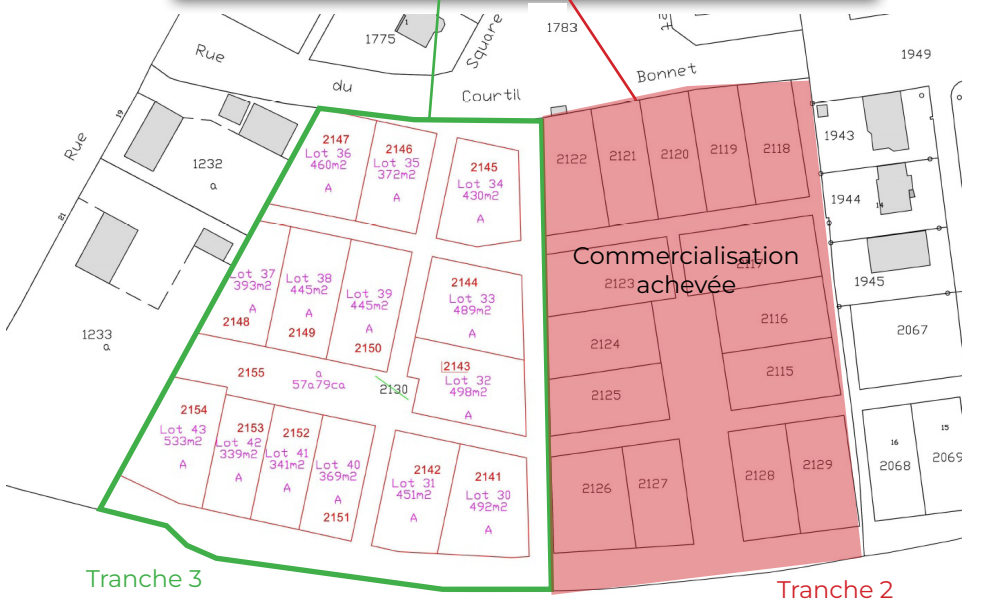 1
1775
Square
1783
1949
Rue
du
Courtil
Bonnet
19
Rue
1232
a
21
1233
a
2147
Lot 36
460m2
A
2146
Lot 35
372m2
A
2145
Lot 34
430m2
A
2122
2121
2120
2119
2118
1943
1944
14
1945
2067
Lot 37
393m2
A
2148
Lot 38
445m2
A
2149
Lot 39
445m2
A
2150
2144
Lot 33
489m2
A
2143
Lot 32
498m2
A
2155
a
57a79ca
2130
2123
2117
Commercialisation
achevée
2124
2116
2125
2115
2154
Lot 43
533m2
A
2153
Lot 42
339m2
A
2152
Lot 41
341m2
A
Lot 40
369m2
A
2151
2142
Lot 31
451m2
A
2141
Lot 30
492m2
A
2126
2127
2128
2129
16
2068
15
2069
Tranche 3
Tranche 2